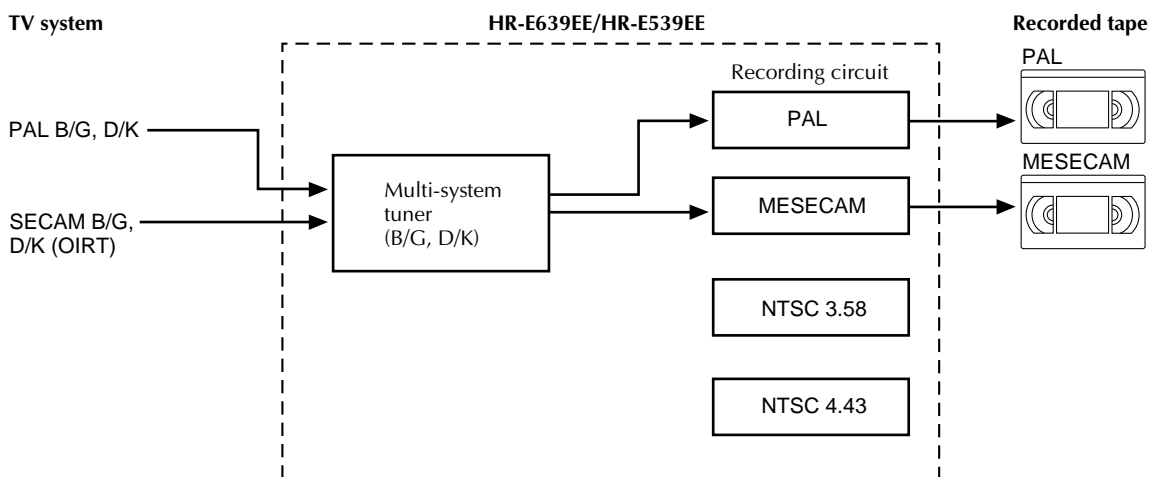 TV system
HR-E639EE/HR-E539EE
Recorded tape
PAL
Recording circuit
PAL
PAL B/G, D/K
MESECAM
Multi-system
tuner
(B/G, D/K)
MESECAM
SECAM B/G,
D/K (OIRT)
NTSC 3.58
NTSC 4.43